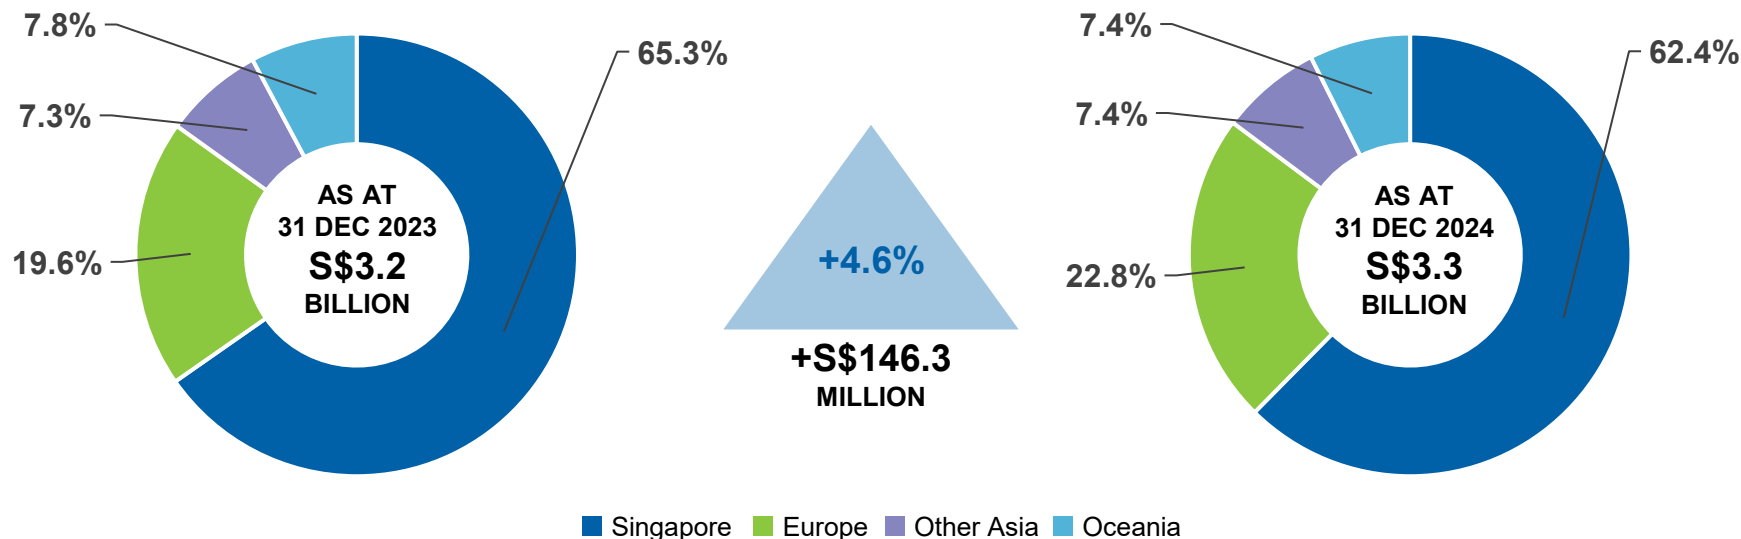 7.8%
65.3%
7.3%
19.6%
AS AT
31 DEC 2023
S$3.2
BILLION
+4.6%
+S$146.3
MILLION
7.4%
62.4%
7.4%
22.8%
AS AT
31 DEC 2024
S$3.3
BILLION
Singapore Europe Other Asia Oceania